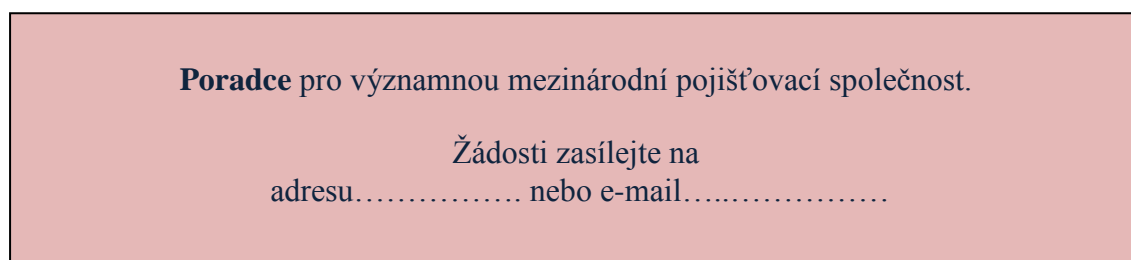 Poradce pro významnou mezinárodní pojišťovací společnost.
Žádosti zasílejte na
adresu……………. nebo e-mail…..……………